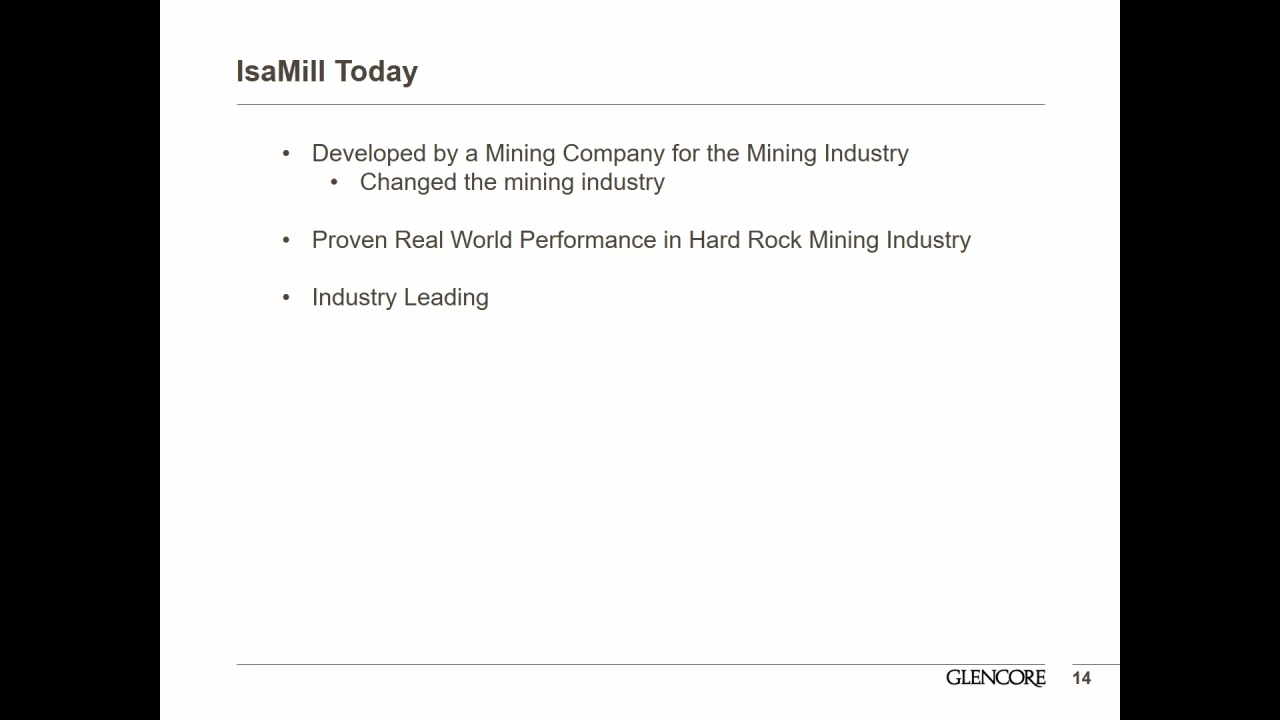 IsaMill Today
• Developed by a Mining Company for the Mining Industry
• Changed the mining industry
• Proven Real World Performance in Hard Rock Mining Industry
• Industry Leading
GLENCORE 14